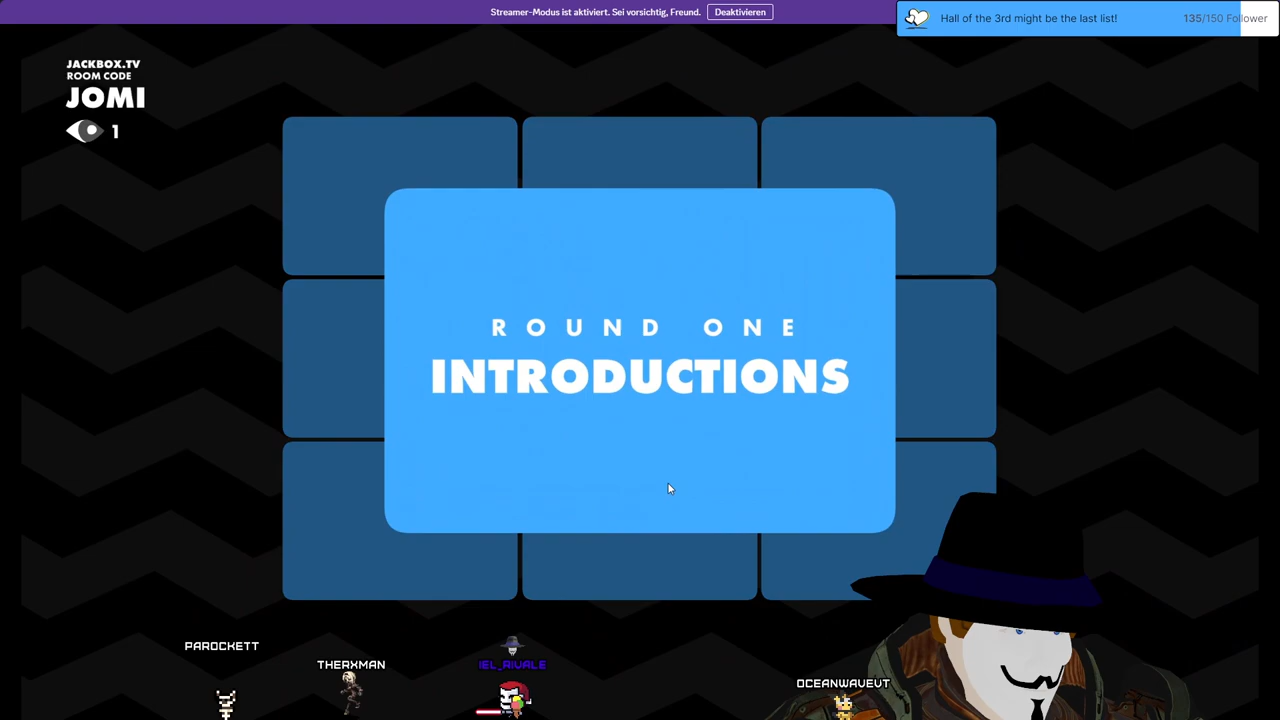 Streamer-Modus ist aktiviert. Sei vorsichtig, Freund. Deaktivieren
Hall of the 3rd might be the last list! 135/150 Follower
JACKBOX.TV
ROOM CODE
JOMI
1
ROUND ONE
INTRODUCTIONS
PAROCKETT
THERXMAN
IEL_RIVALE
OCEANWAVEVT